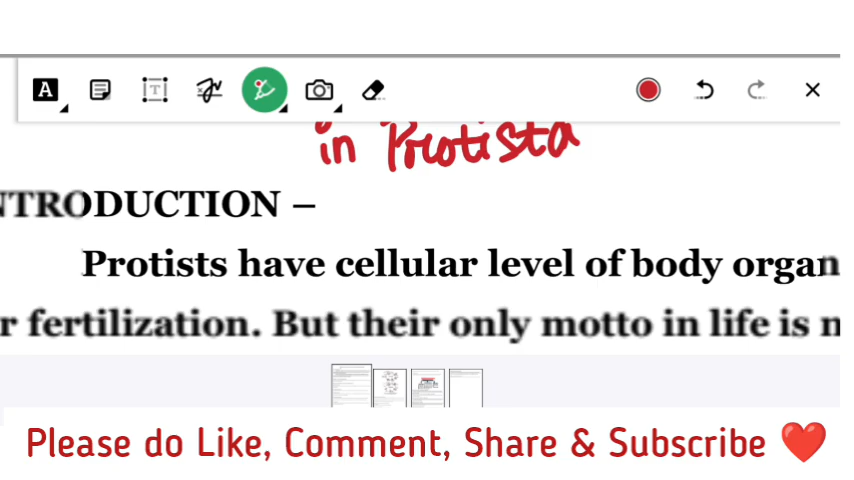 A
T
in Protista
NTRODUCTION –
Protists have cellular level of body organ
r fertilization. But their only motto in life is n
Please do Like, Comment, Share & Subscribe ❤️